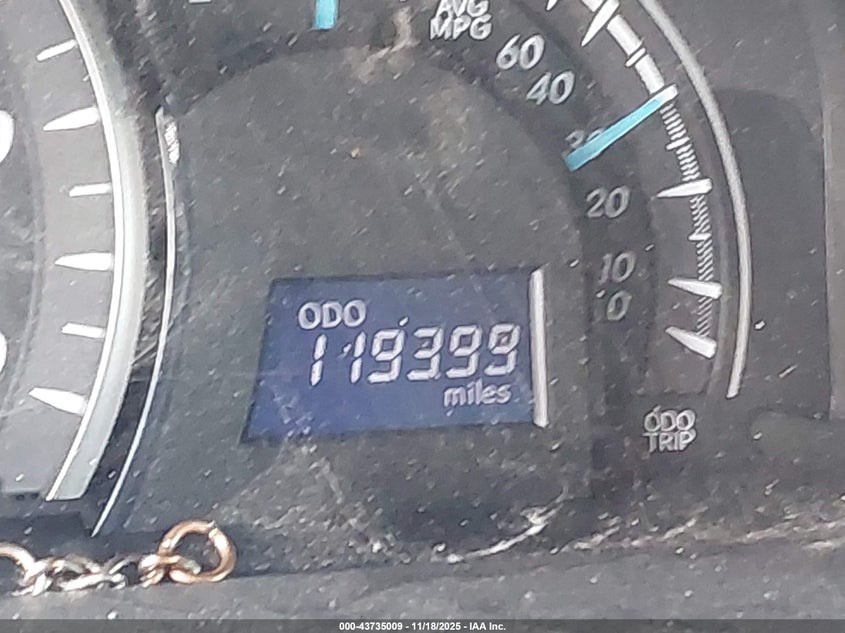 AVG
MPG
60
40
20
10
0
ODO
119399
miles
ODO
TRIP
000-43735009 - 11/18/2025 - IAA Inc.